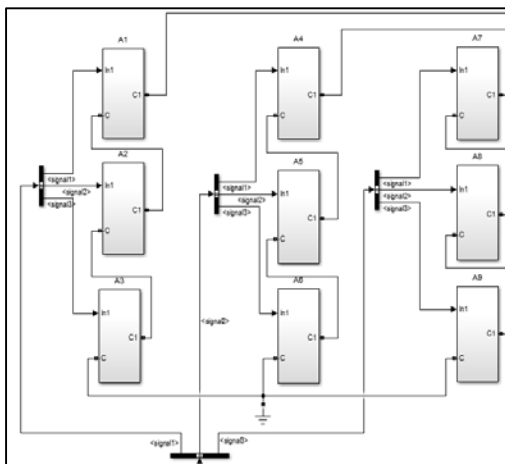 A1
In1
C1
C
A2
<signal1>
In1
<signal2>
<signal3>
C1
C
A3
In1
C1
C
A4
In1
C1
C
A5
<signal1>
In1
<signal2>
<signal3>
C1
C
A6
In1
C1
C
A7
In1
C1
C
A8
<signal1>
In1
<signal2>
<signal3>
C1
C
A9
In1
C1
C
<signal2>
<signal1>
<signal3>